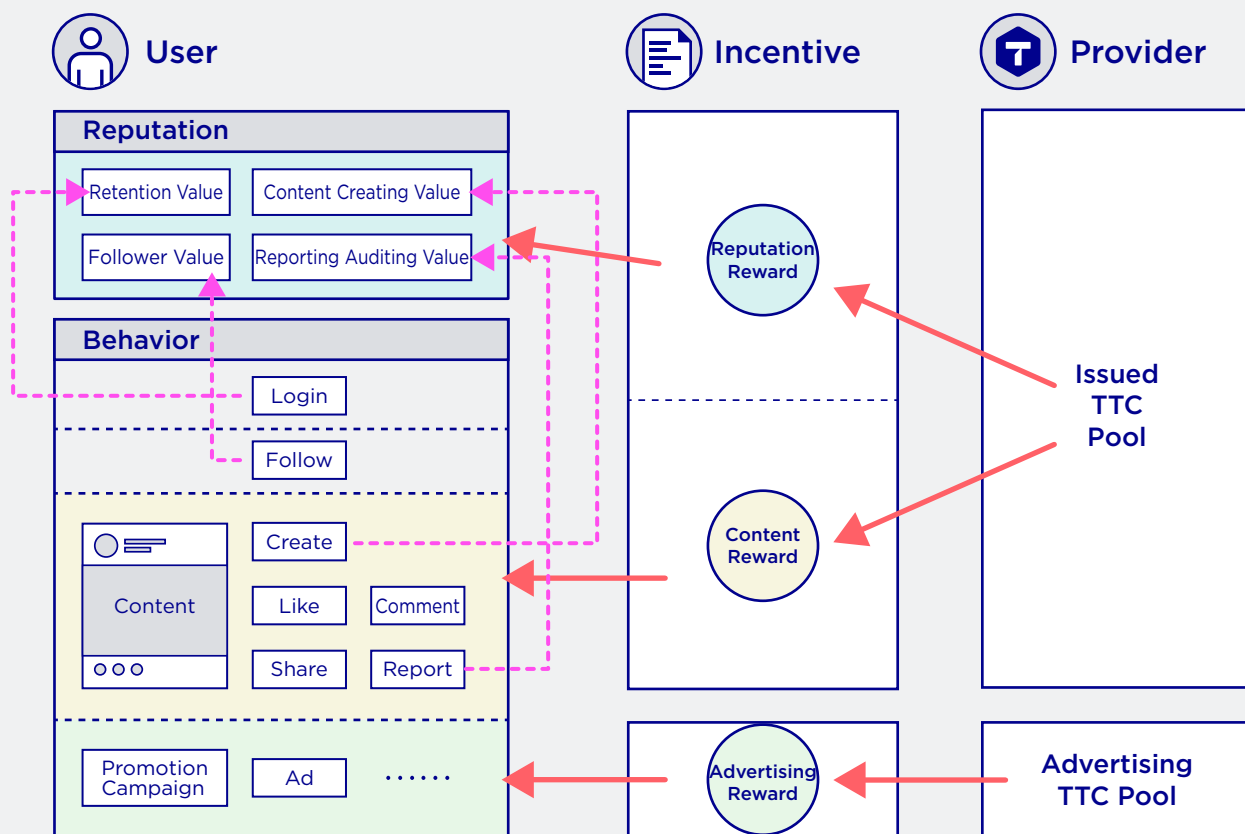 User
Incentive
Provider
Reputation
Retention Value
Content Creating Value
Follower Value
Reporting Auditing Value
Behavior
Login
Follow
Create
Content
Like
Comment
Share
Report
Promotion
Campaign
Ad
......
Reputation
Reward
Content
Reward
Advertising
Reward
Issued
TTC
Pool
Advertising
TTC Pool